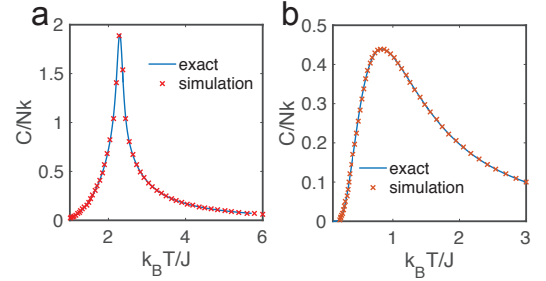 a
2
1.5
1
0.5
0
C/Nk
exact
simulation
2
4
6
k_BT/J
b
0.5
0.4
0.3
0.2
0.1
0
C/Nk
exact
simulation
1
2
3
k_BT/J